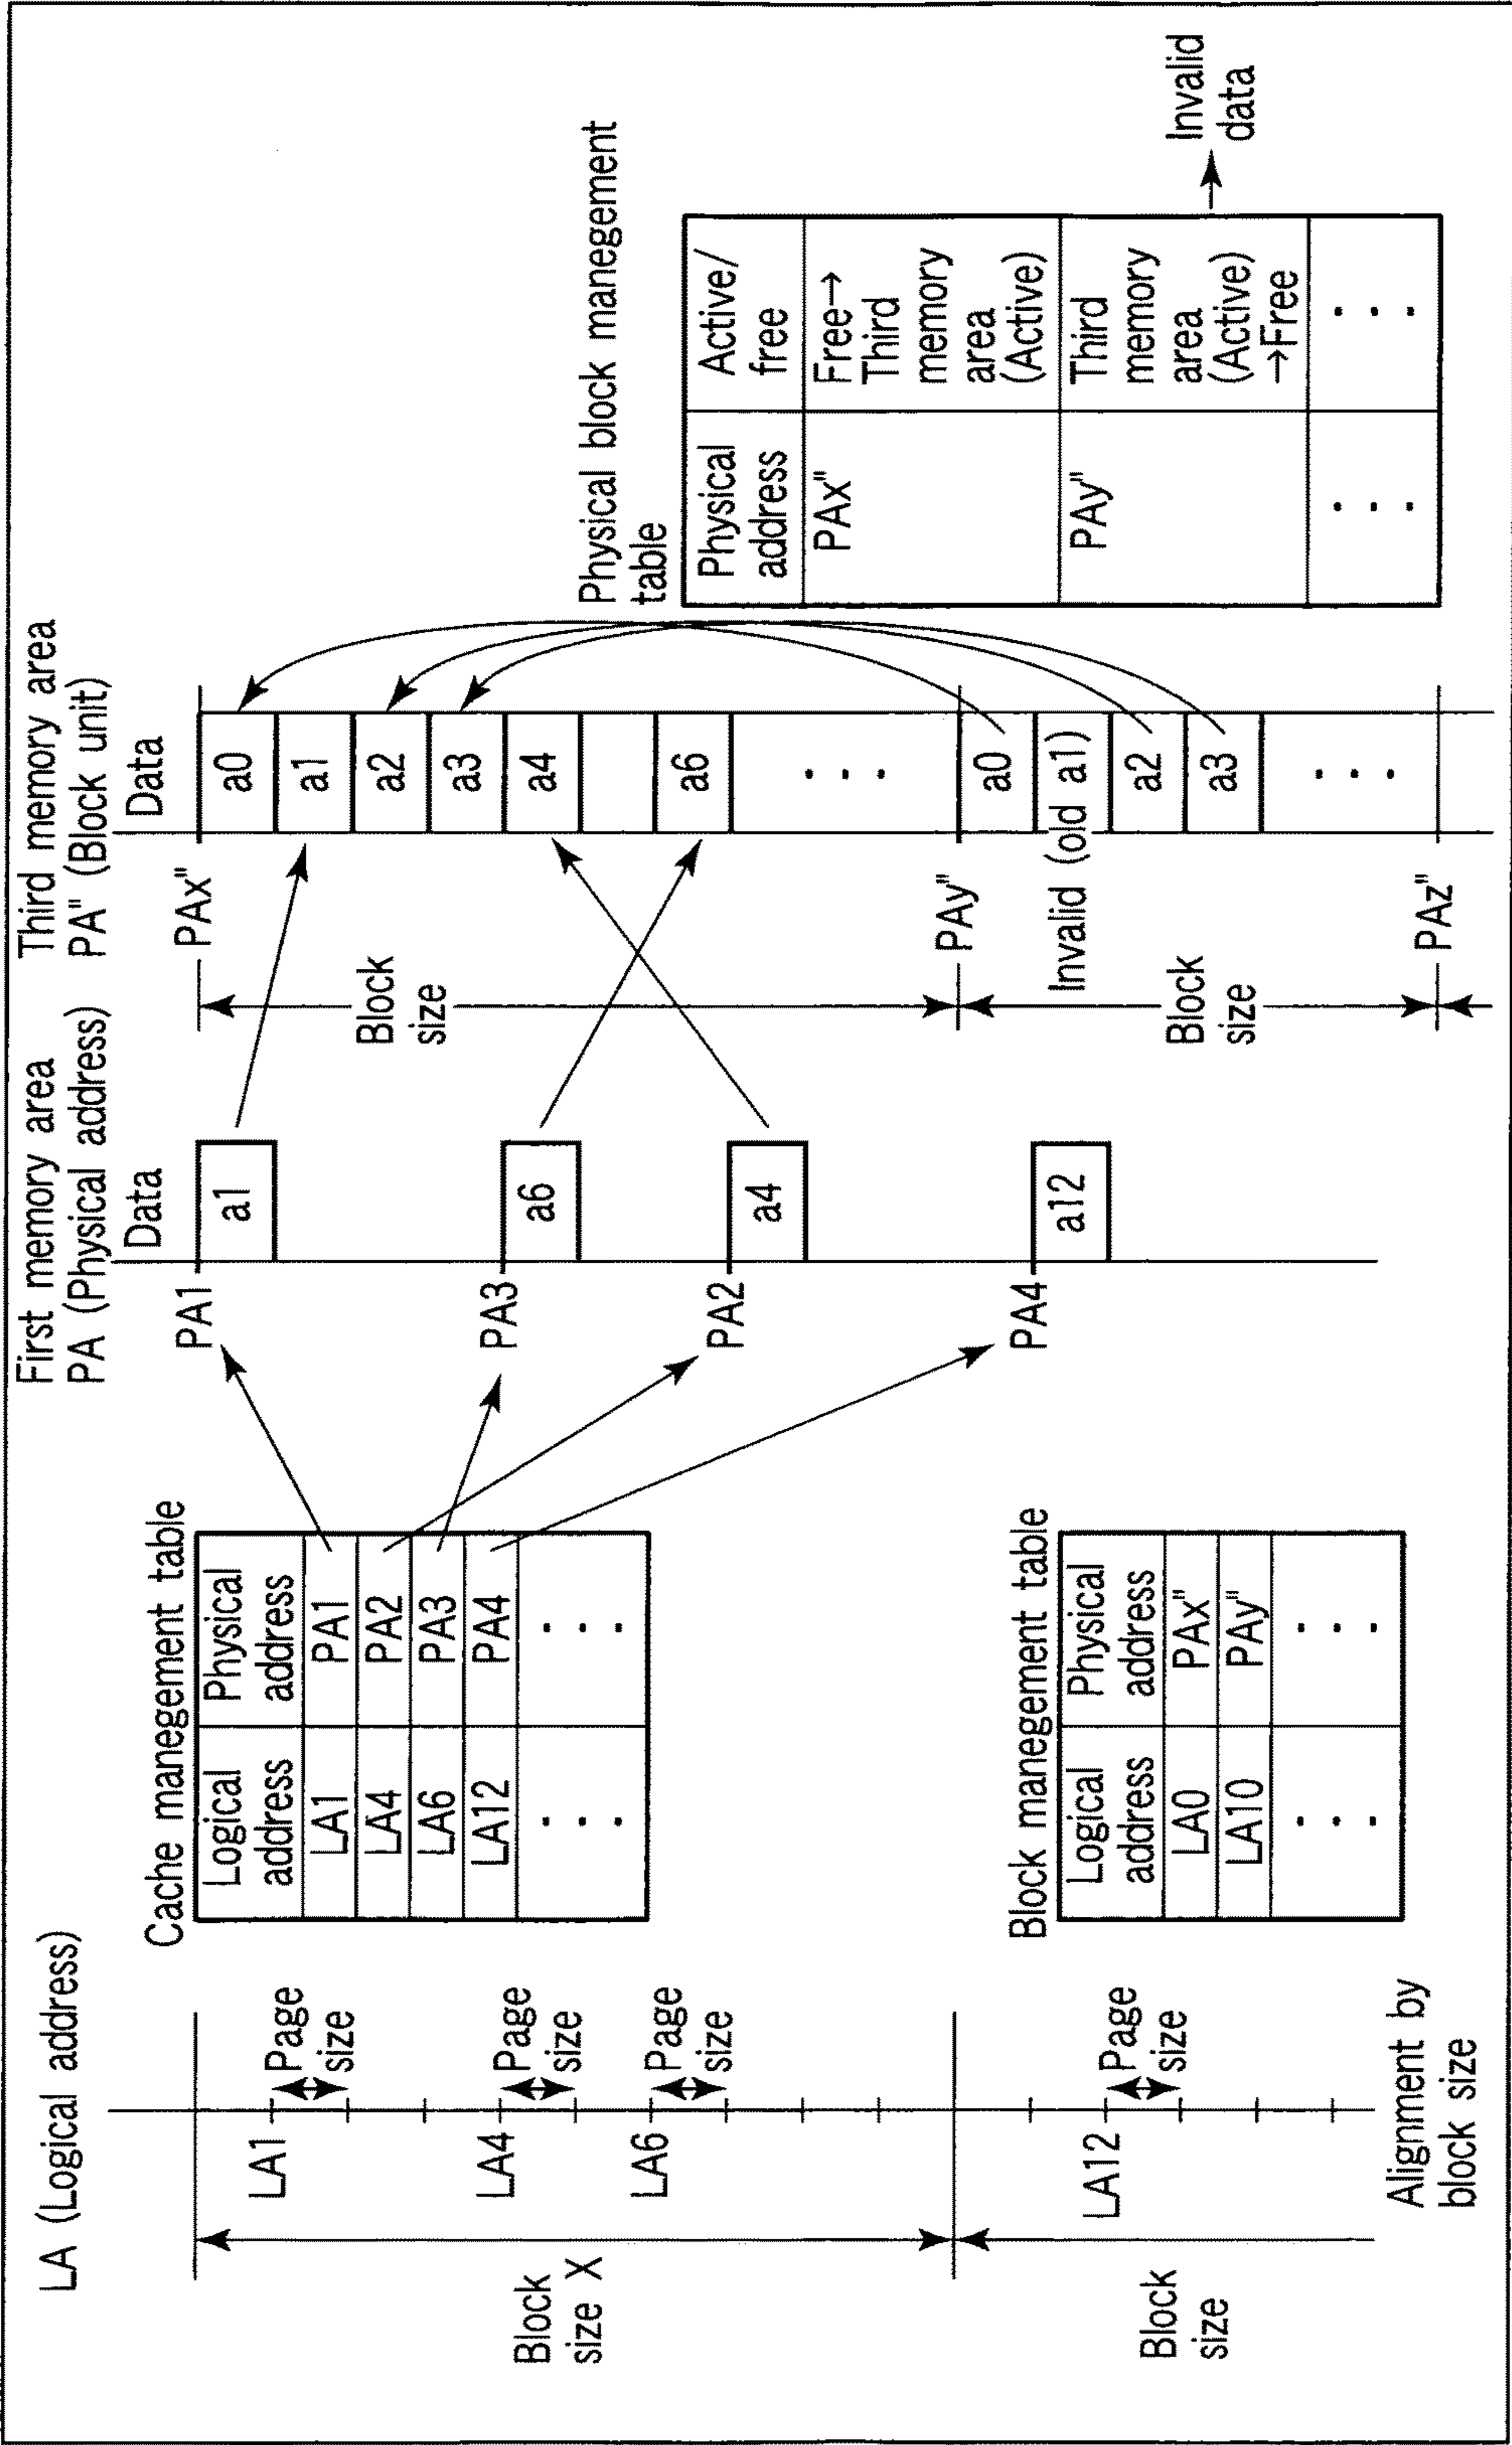 LA (Logical address)
LA1
Page
size
LA4
Page
size
LA6
Page
size
Block
size X
LA12
Page
size
Block
size
Alignment by
block size
Cache manegement table
Logical
address
Physical
address
LA1
PA1
LA4
PA2
LA6
PA3
LA12
PA4
Block manegement table
Logical
address
Physical
address
LA0
PAx"
LA10
PAy"
First memory area
PA (Physical address)
Data
PA1
a1
PA3
a6
PA2
a4
PA4
a12
Third memory area
PA" (Block unit)
Data
PAx"
a0
a1
a2
a3
a4
a6
Block
size
PAy"
a0
Invalid (old a1)
a2
a3
Block
size
PAz"
Physical block manegement
table
Physical
address
Active/
free
PAx"
Free→
Third
memory
area
(Active)
PAy"
Third
memory
area
(Active)
→Free
Invalid
data